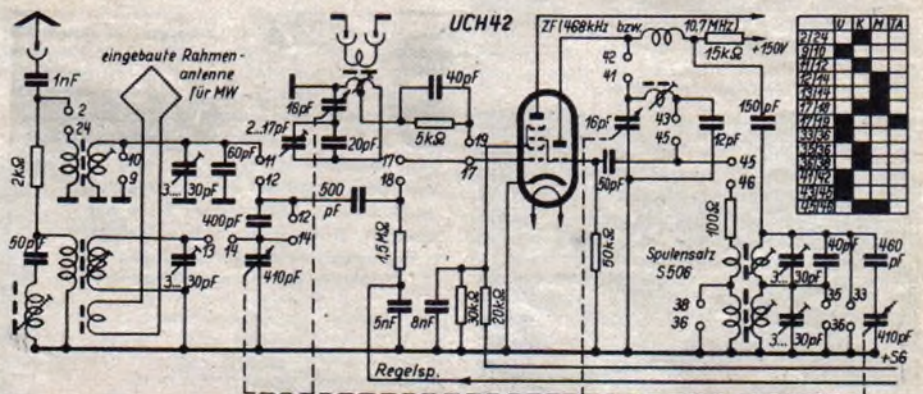 UCH42
ZF(468kHz bzw. 10,7MHz)
+150V
15kΩ
eingebaute Rahmen-
antenne
für MW
1nF
2
24
2kΩ
50pF
10
9
3...30pF
60pF
11
12
400pF
13
14
3...30pF
410pF
12
14
16pF
2...17pF
20pF
500
pF
40pF
5kΩ
19
17
17
18
1,5MΩ
5nF
8nF
30kΩ
20kΩ
Regelsp.
42
41
16pF
43
45
12pF
150pF
50pF
45
46
50kΩ
100Ω
Spulensatz
S506
38
36
3...30pF
40pF
460
pF
35
33
36
3...30pF
410pF
+S6
U K M TA
2/24
9/10
11/12
12/14
13/14
17/18
17/19
33/36
35/36
36/38
41/42
43/45
45/46